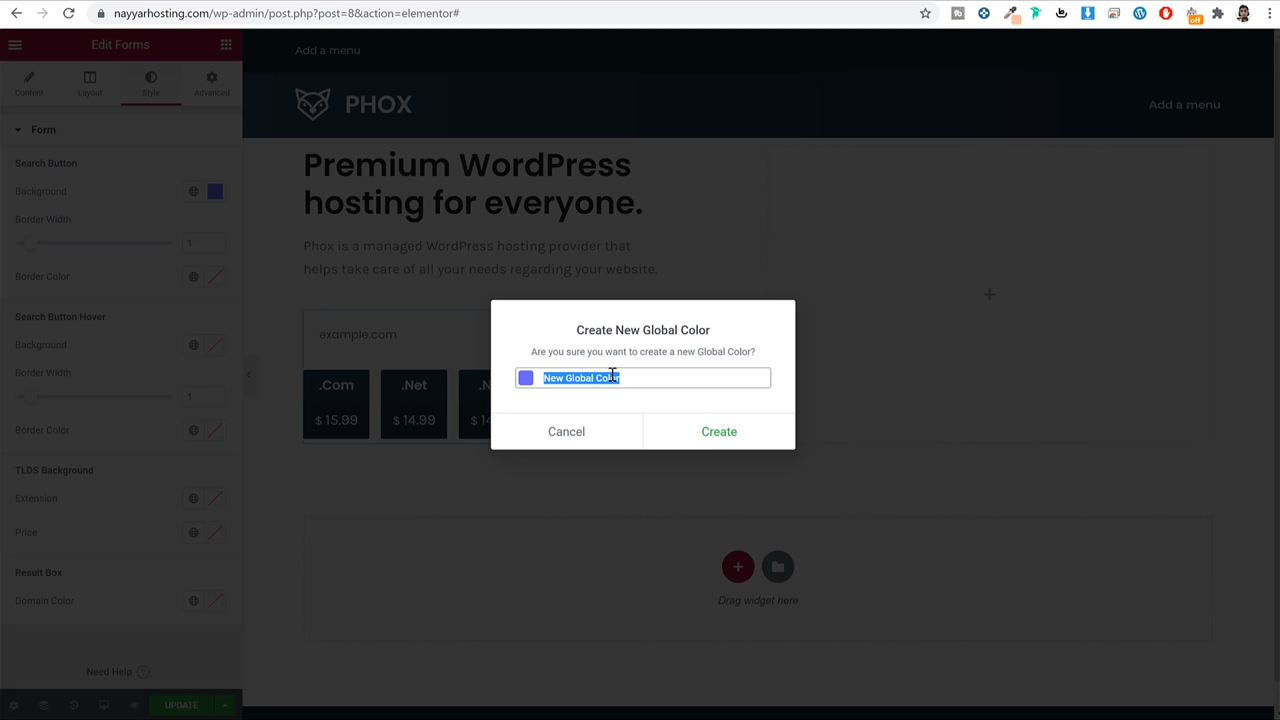 nayyarhosting.com/wp-admin/post.php?post=8&action=elementor#
off
Edit Forms
Content
Layout
Style
Advanced
Form
Search Button
Background
Border Width
1
Border Color
Search Button Hover
Background
Border Width
1
Border Color
TLDS Background
Extension
Price
Result Box
Domain Color
Need Help ?
UPDATE
Add a menu
PHOX
Add a menu
Premium WordPress
hosting for everyone.
Phox is a managed WordPress hosting provider that
helps take care of all your needs regarding your website.
example.com
.Com
$ 15.99
.Net
$ 14.99
.N
$ 14
Create New Global Color
Are you sure you want to create a new Global Color?
New Global Color
Cancel
Create
Drag widget here